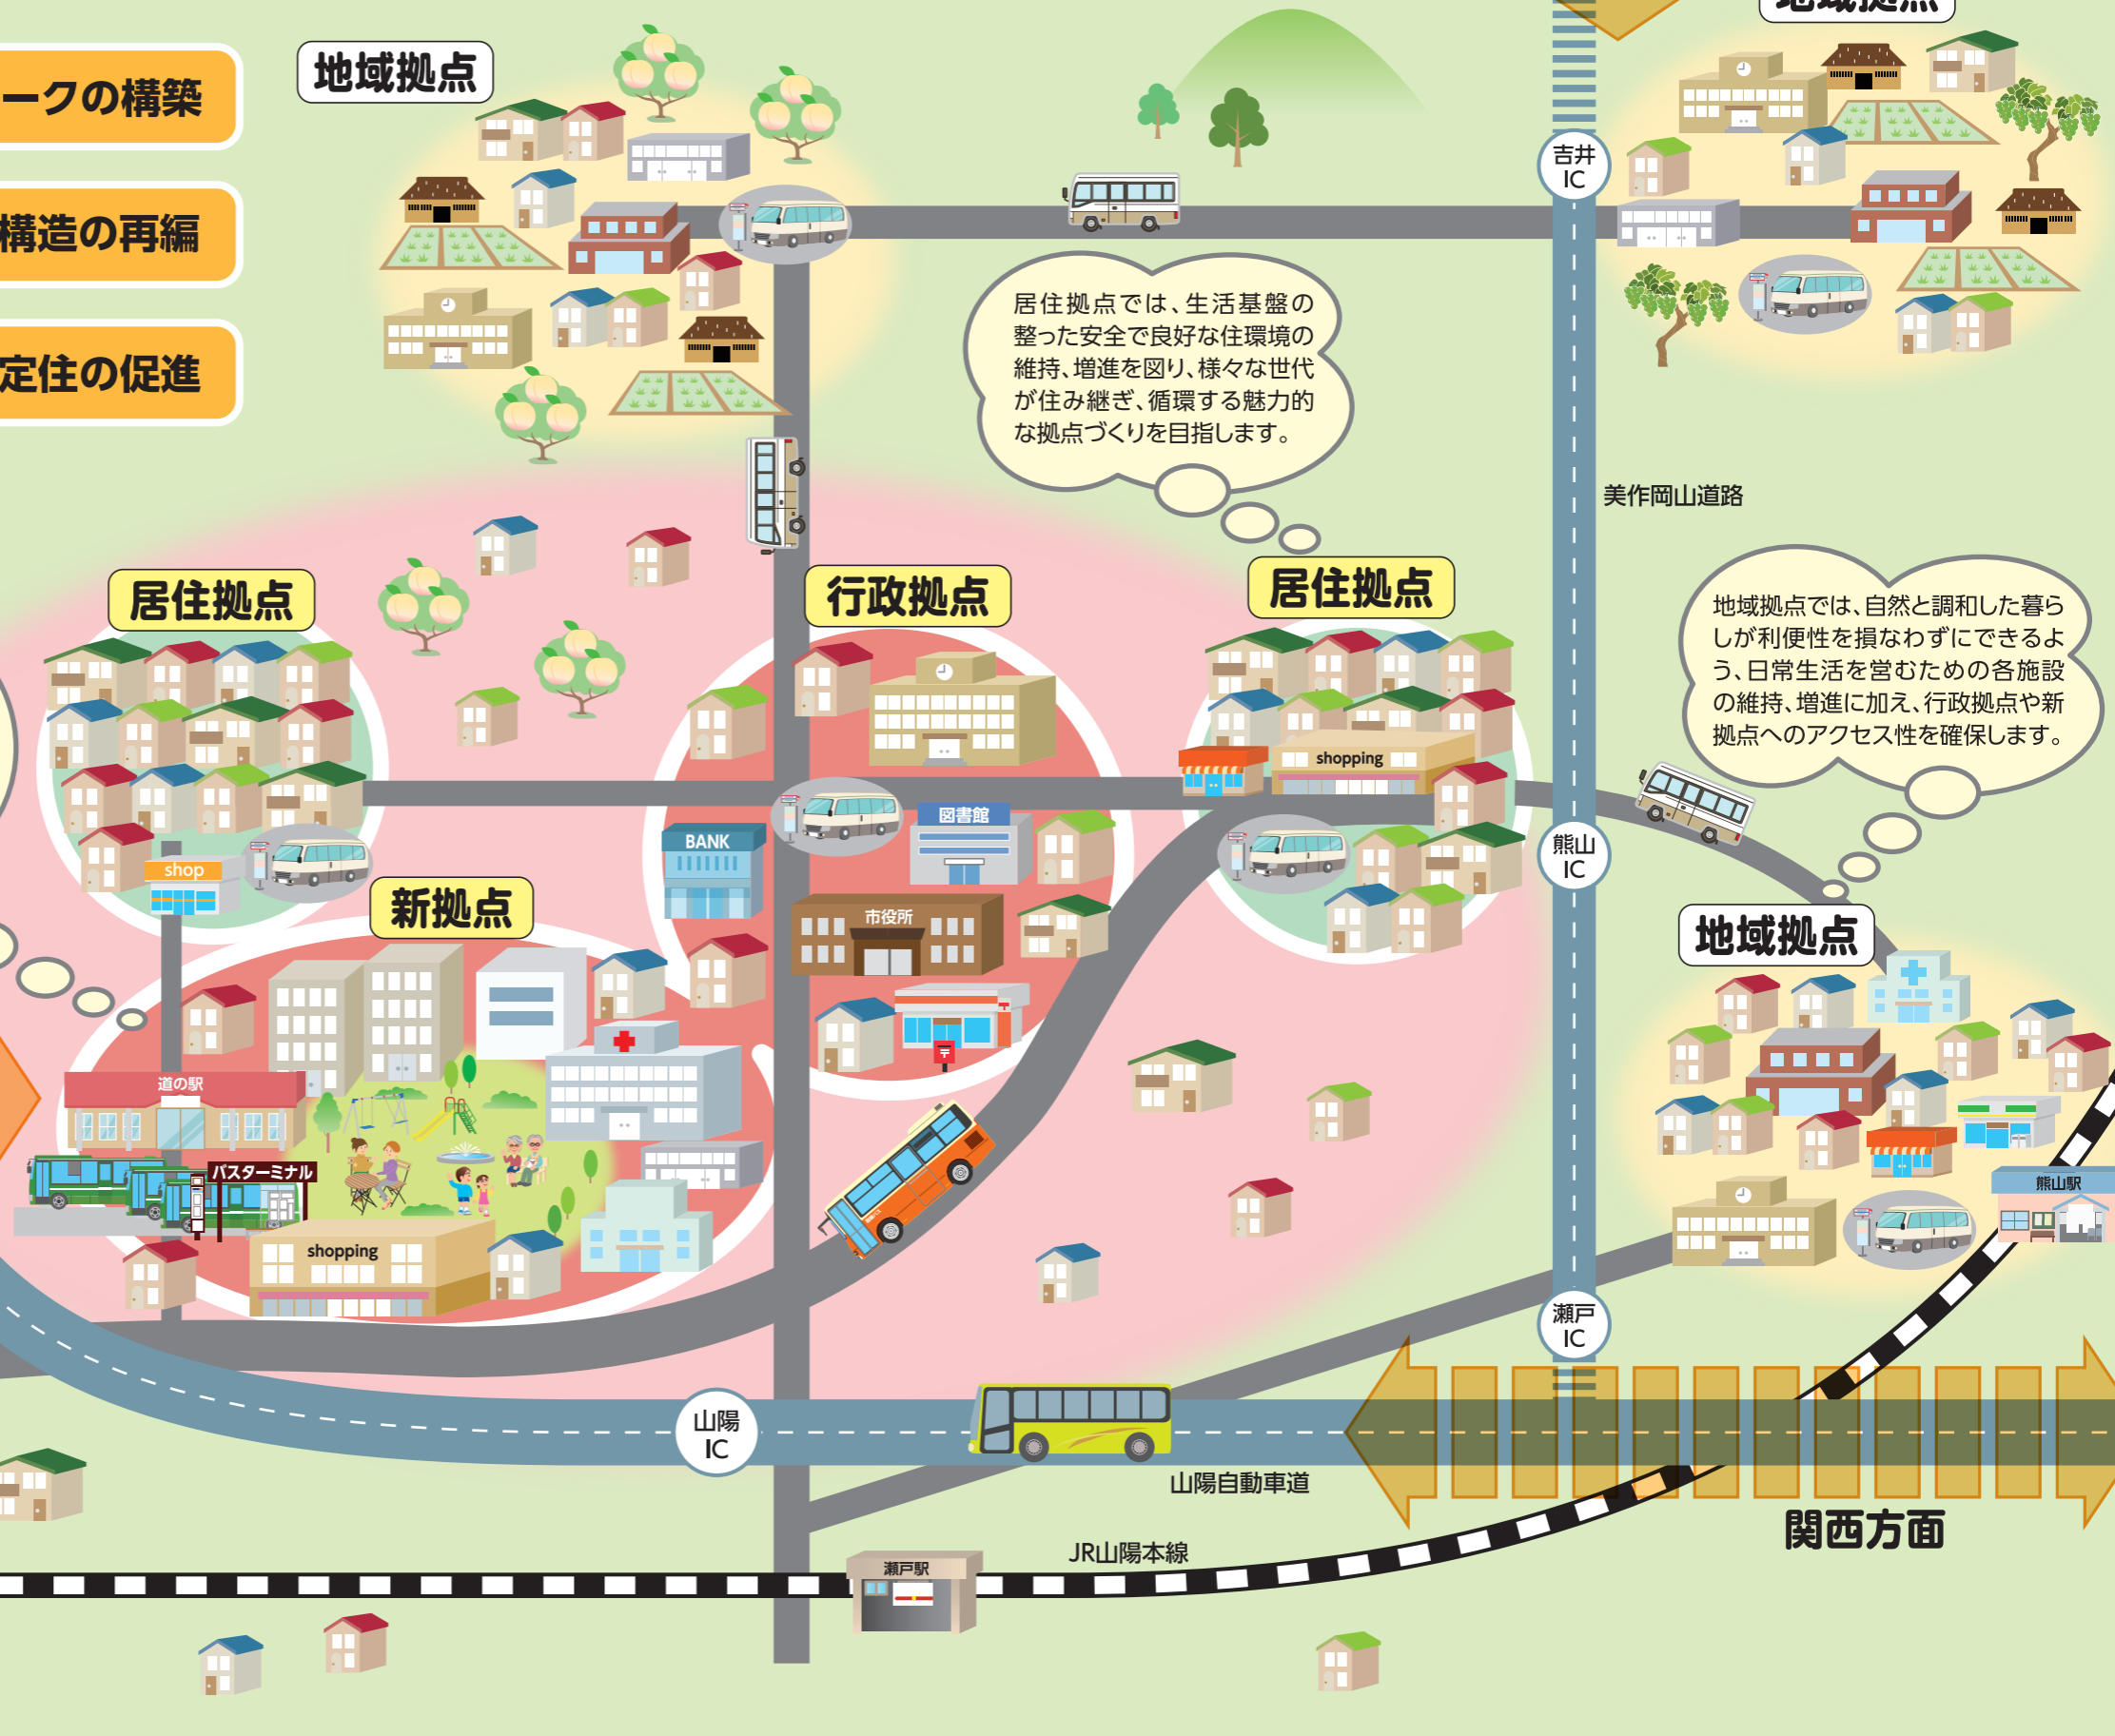 ークの構築
構造の再編
定住の促進
地域拠点
地域拠点
吉井
IC
居住拠点では、生活基盤の
整った安全で良好な住環境の
維持、増進を図り、様々な世代
が住み継ぎ、循環する魅力的
な拠点づくりを目指します。
美作岡山道路
居住拠点
行政拠点
居住拠点
地域拠点では、自然と調和した暮ら
しが利便性を損なわずにできるよ
う、日常生活を営むための各施設
の維持、増進に加え、行政拠点や新
拠点へのアクセス性を確保します。
shopping
図書館
BANK
熊山
IC
shop
新拠点
市役所
地域拠点
〒
道の駅
バスターミナル
熊山駅
shopping
瀬戸
IC
山陽
IC
山陽自動車道
関西方面
JR山陽本線
瀬戸駅